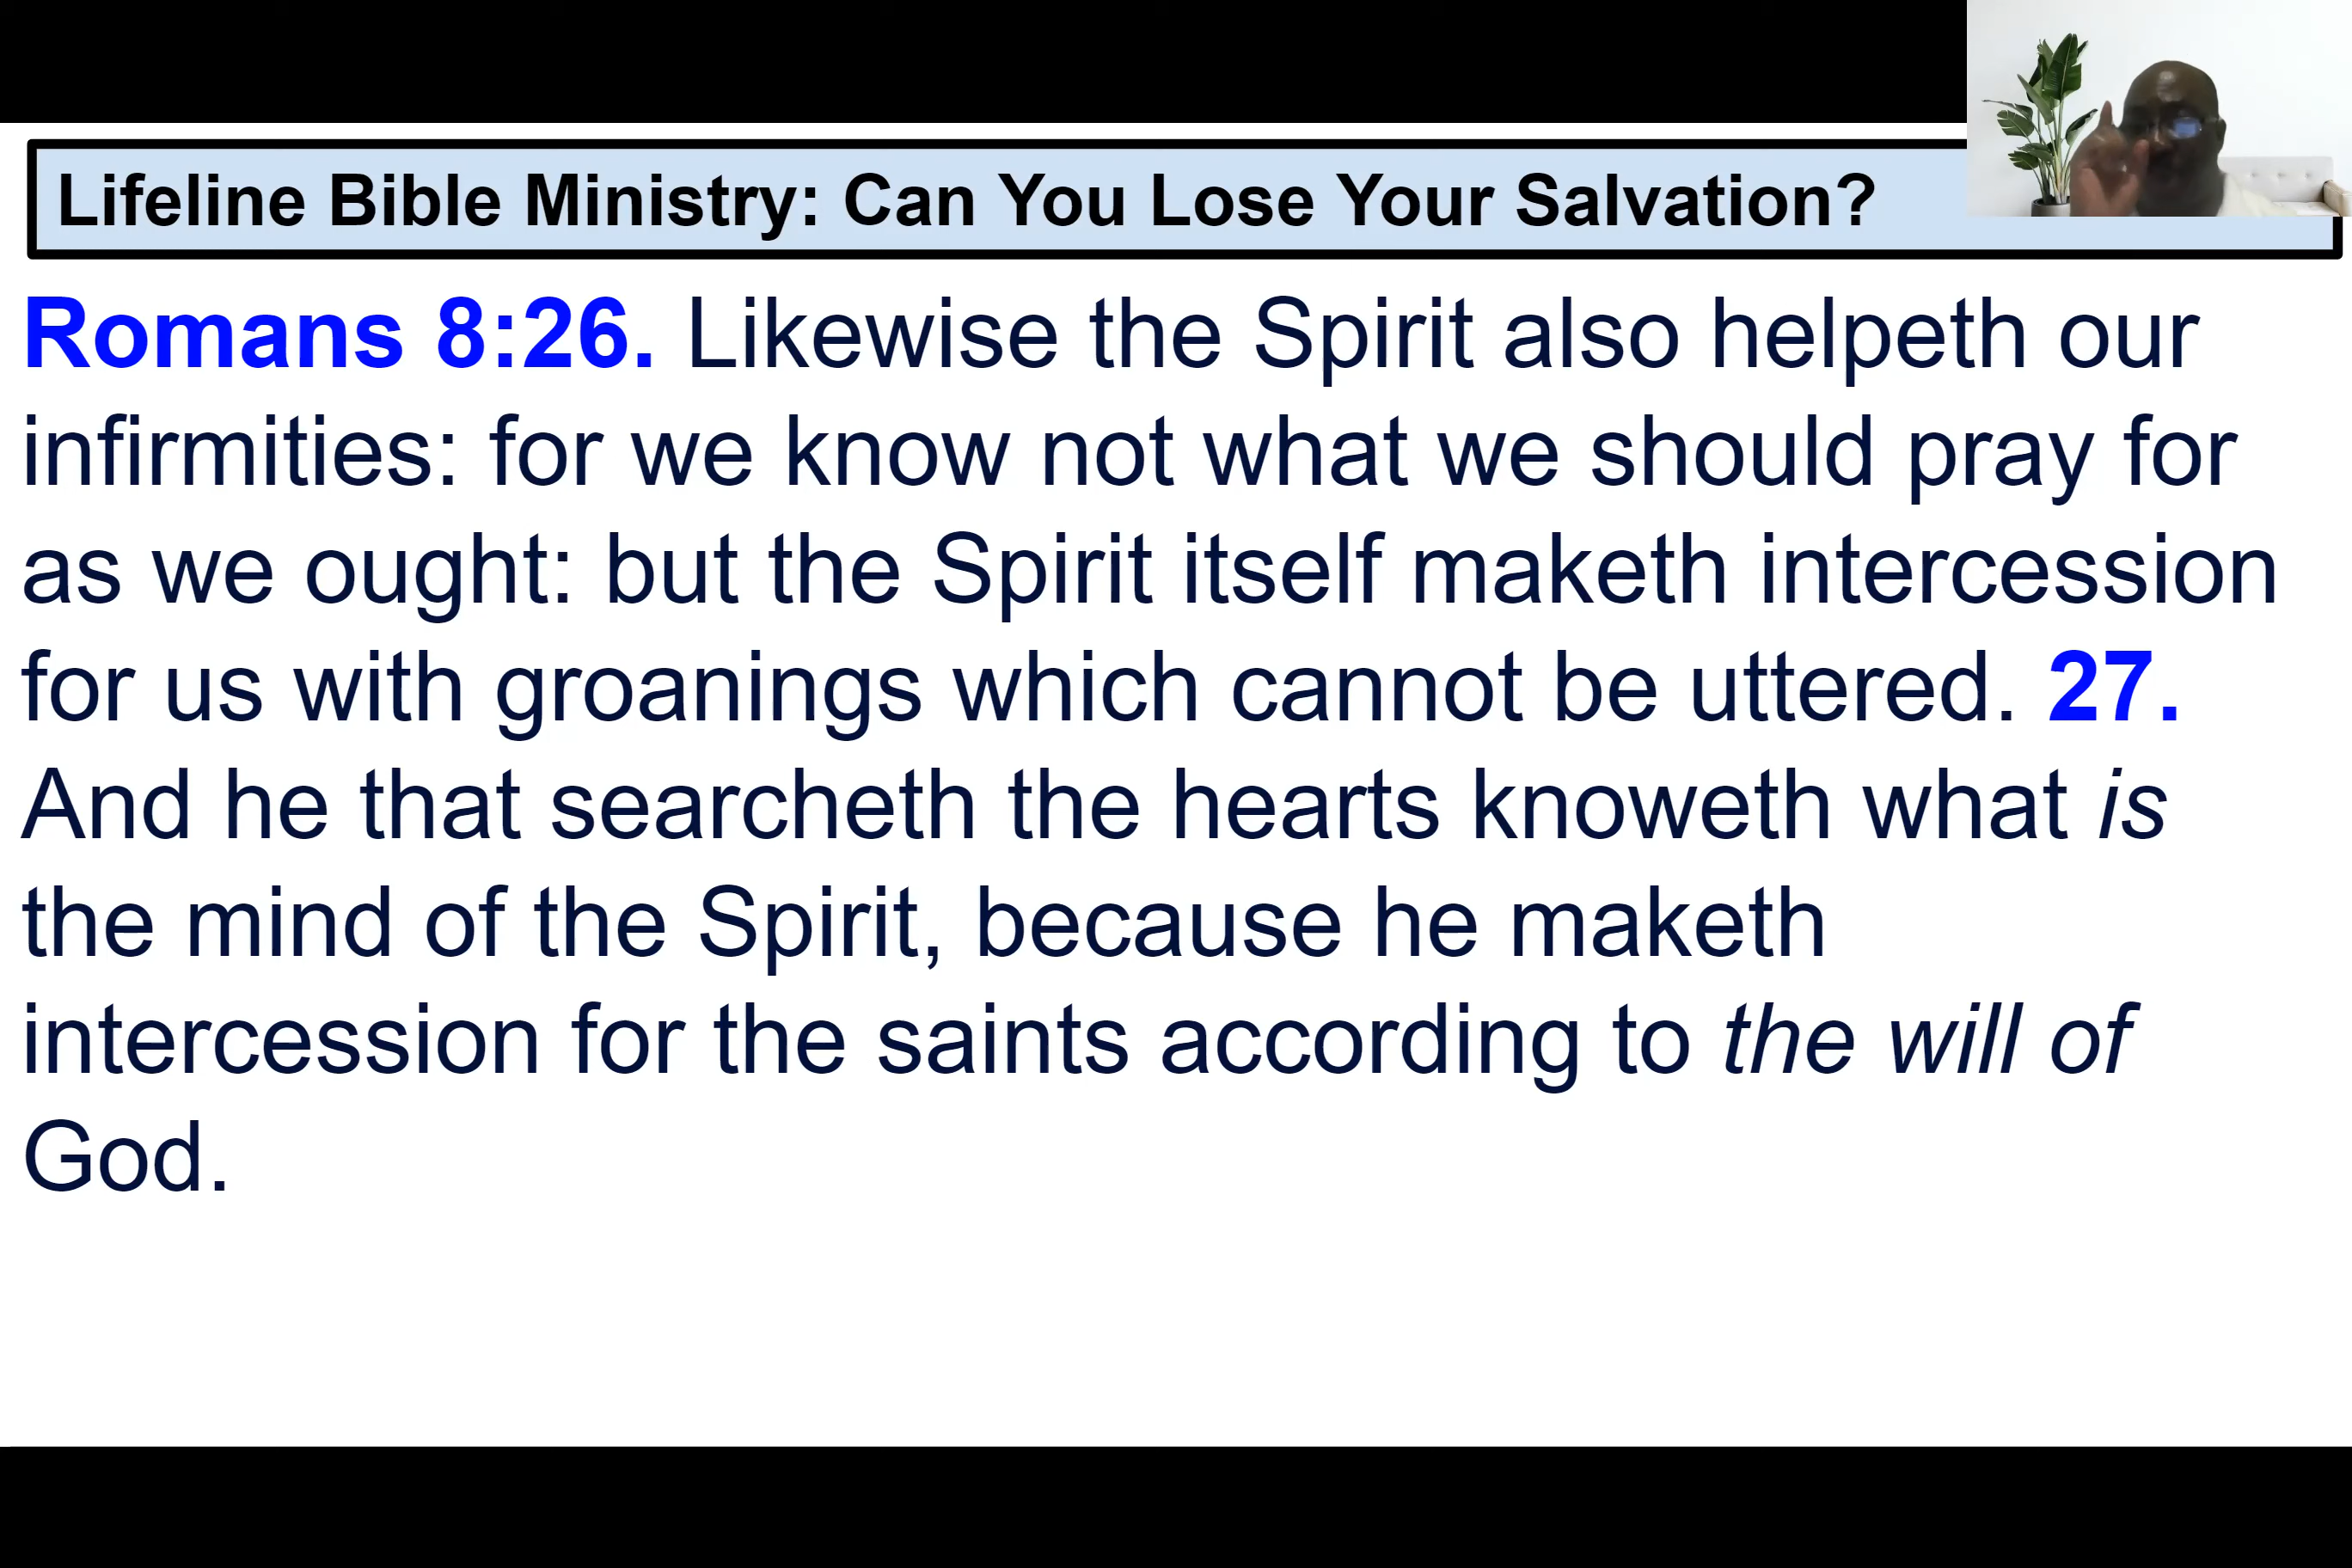 Lifeline Bible Ministry: Can You Lose Your Salvation?
Romans 8:26. Likewise the Spirit also helpeth our
infirmities: for we know not what we should pray for
as we ought: but the Spirit itself maketh intercession
for us with groanings which cannot be uttered. 27.
And he that searcheth the hearts knoweth what is
the mind of the Spirit, because he maketh
intercession for the saints according to the will of
God.